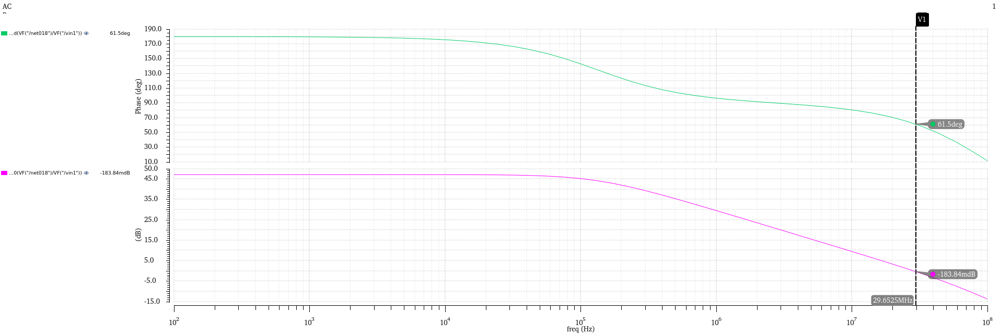 AC
1
V1
...d(VF("/net018")/VF("/vin1")) 61.5deg
190.0
170.0
150.0
130.0
110.0
90.0
70.0
50.0
30.0
10.0
Phase (deg)
61.5deg
...0(VF("/net018")/VF("/vin1")) -183.84mdB
50.0
45.0
35.0
25.0
15.0
5.0
-5.0
-15.0
(dB)
-183.84mdB
29.6525MHz
10² 10³ 10⁴ 10⁵ 10⁶ 10⁷ 10⁸
freq (Hz)